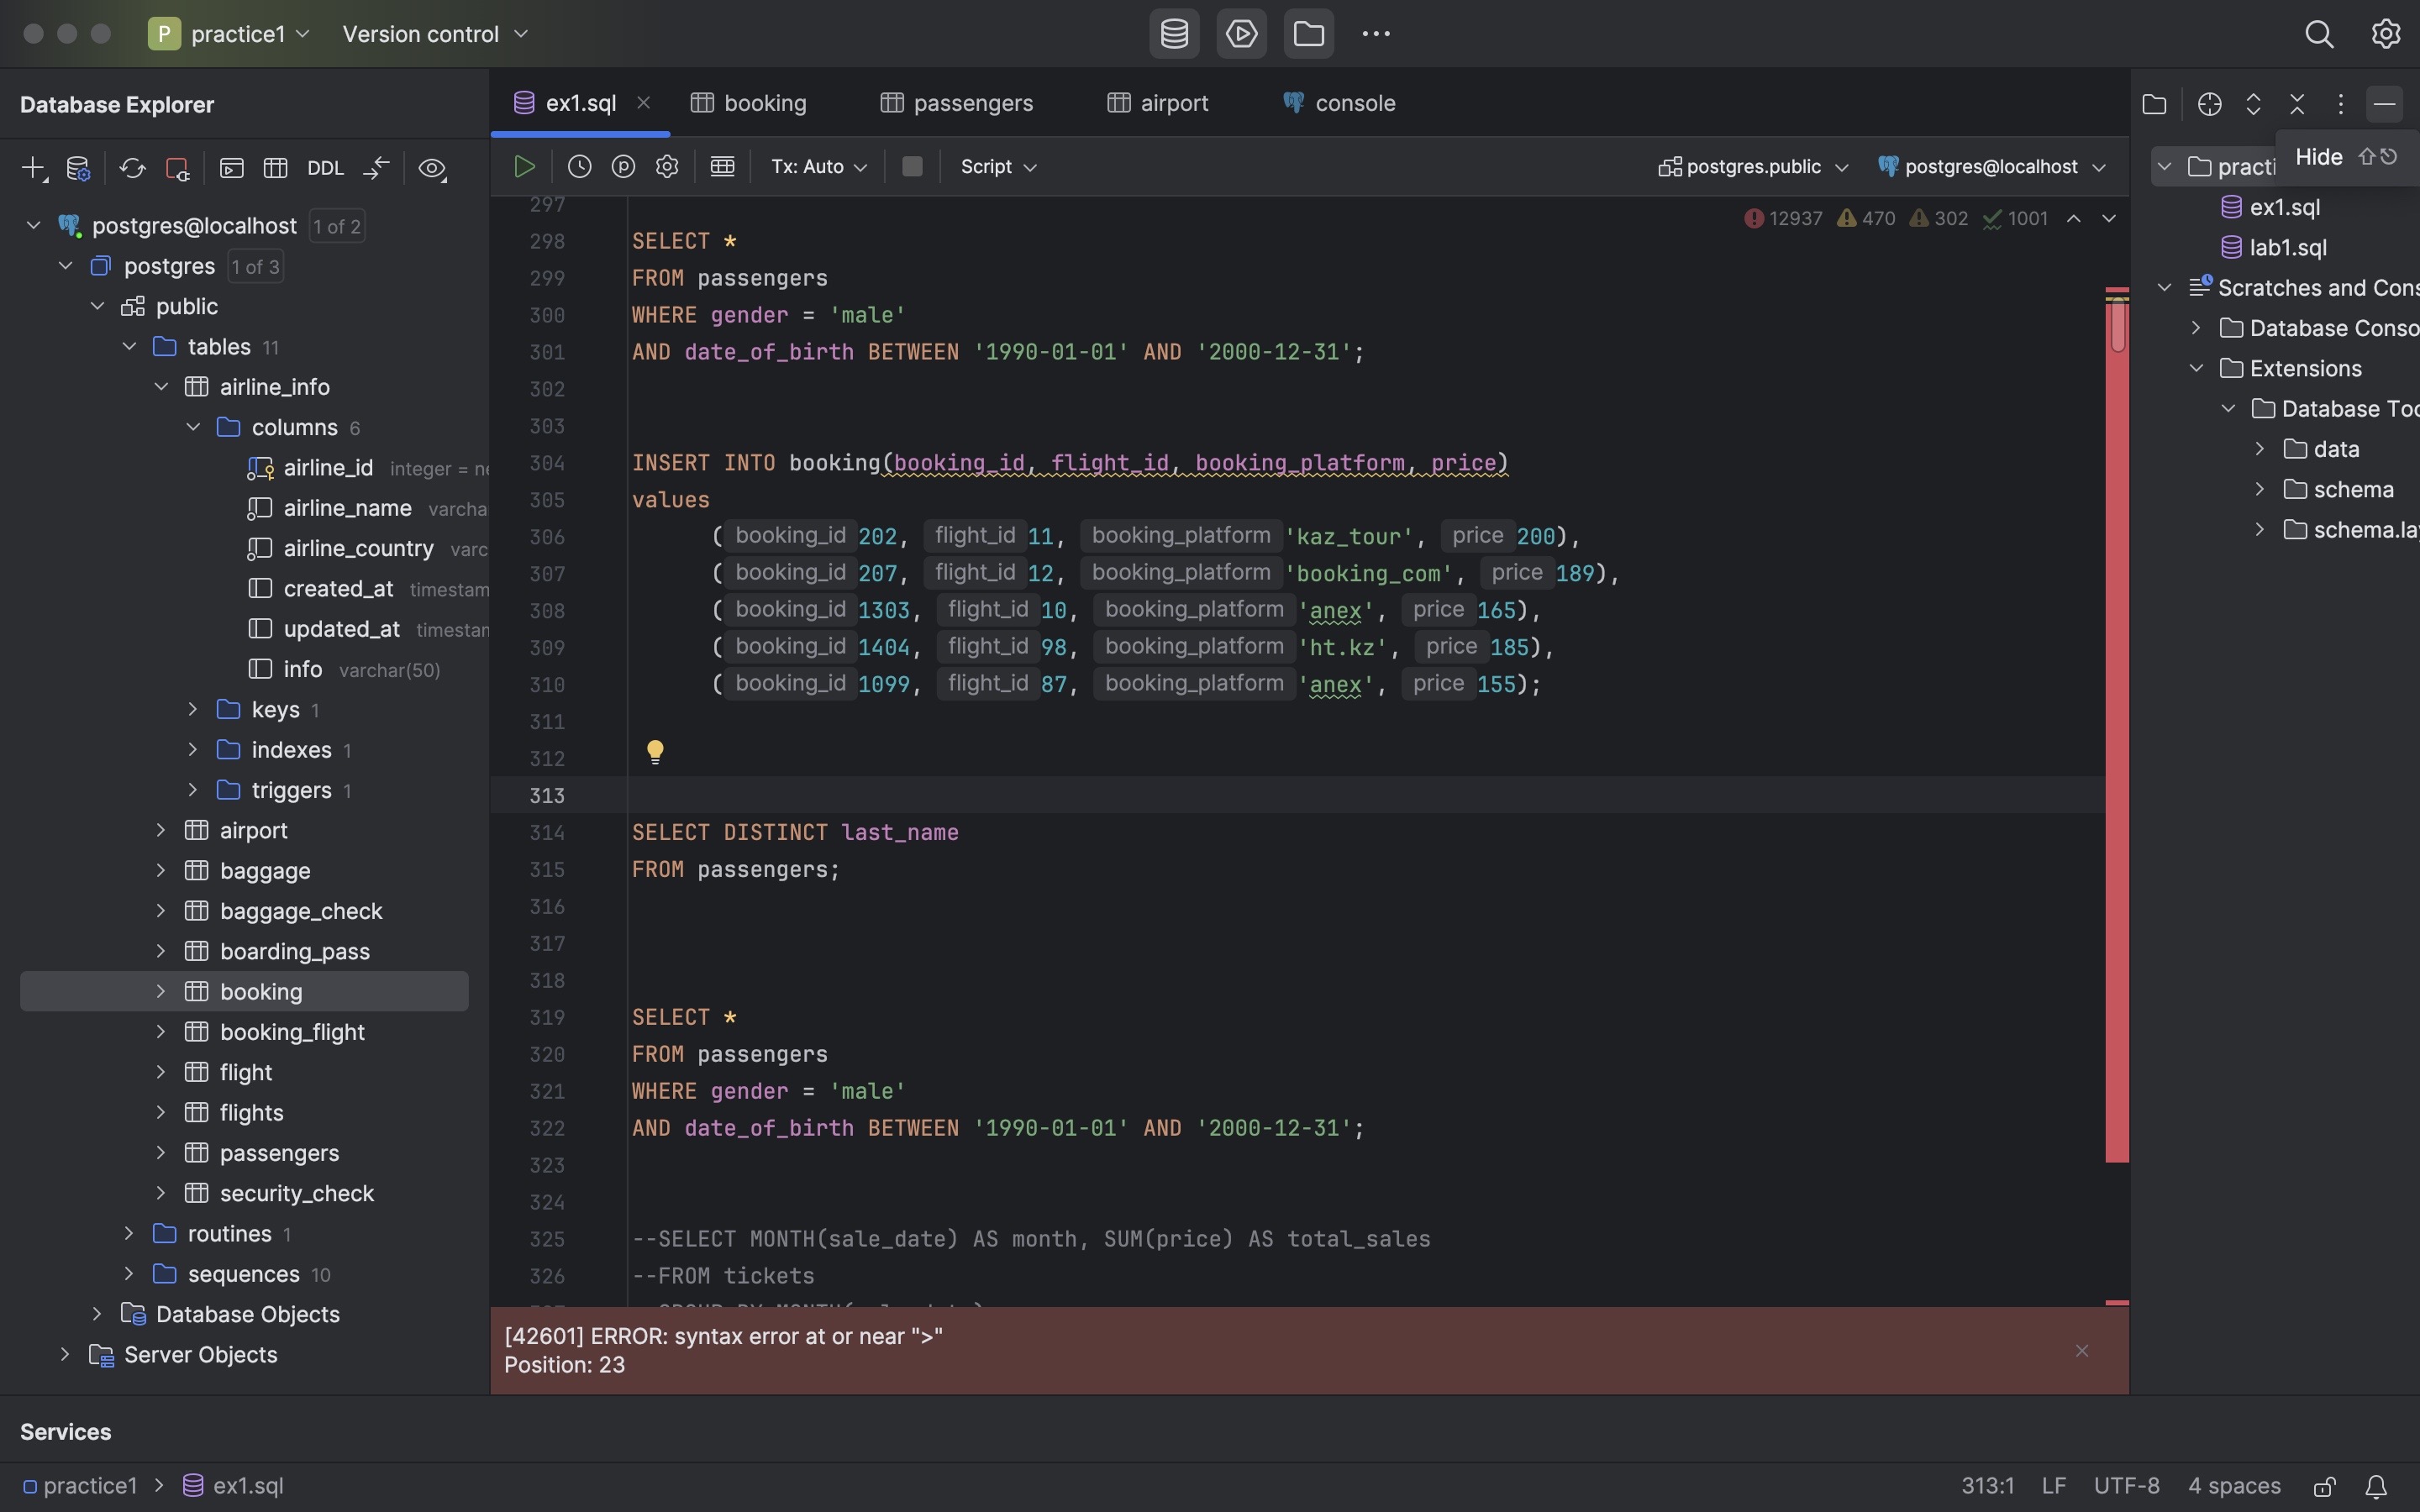 P practice1 Version control
Database Explorer
DDL
postgres@localhost 1 of 2
postgres 1 of 3
public
tables 11
airline_info
columns 6
airline_id integer = ne
airline_name varcha
airline_country varc
created_at timestam
updated_at timestan
info varchar(50)
keys 1
indexes 1
triggers 1
airport
baggage
baggage_check
boarding_pass
booking
booking_flight
flight
flights
passengers
security_check
routines 1
sequences 10
Database Objects
Server Objects
ex1.sql booking passengers airport console
Tx: Auto Script postgres.public postgres@localhost
12937 470 302 1001
297
298 SELECT *
299 FROM passengers
300 WHERE gender = 'male'
301 AND date_of_birth BETWEEN '1990-01-01' AND '2000-12-31';
302
303
304 INSERT INTO booking(booking_id, flight_id, booking_platform, price)
305 values
306 ( booking_id 202, flight_id 11, booking_platform 'kaz_tour', price 200),
307 ( booking_id 207, flight_id 12, booking_platform 'booking_com', price 189),
308 ( booking_id 1303, flight_id 10, booking_platform 'anex', price 165),
309 ( booking_id 1404, flight_id 98, booking_platform 'ht.kz', price 185),
310 ( booking_id 1099, flight_id 87, booking_platform 'anex', price 155);
311
312
313
314 SELECT DISTINCT last_name
315 FROM passengers;
316
317
318
319 SELECT *
320 FROM passengers
321 WHERE gender = 'male'
322 AND date_of_birth BETWEEN '1990-01-01' AND '2000-12-31';
323
324
325 --SELECT MONTH(sale_date) AS month, SUM(price) AS total_sales
326 --FROM tickets
[42601] ERROR: syntax error at or near ">"
Position: 23
Hide
practi
ex1.sql
lab1.sql
Scratches and Cons
Database Conso
Extensions
Database Too
data
schema
schema.lay
Services
practice1 > ex1.sql
313:1 LF UTF-8 4 spaces